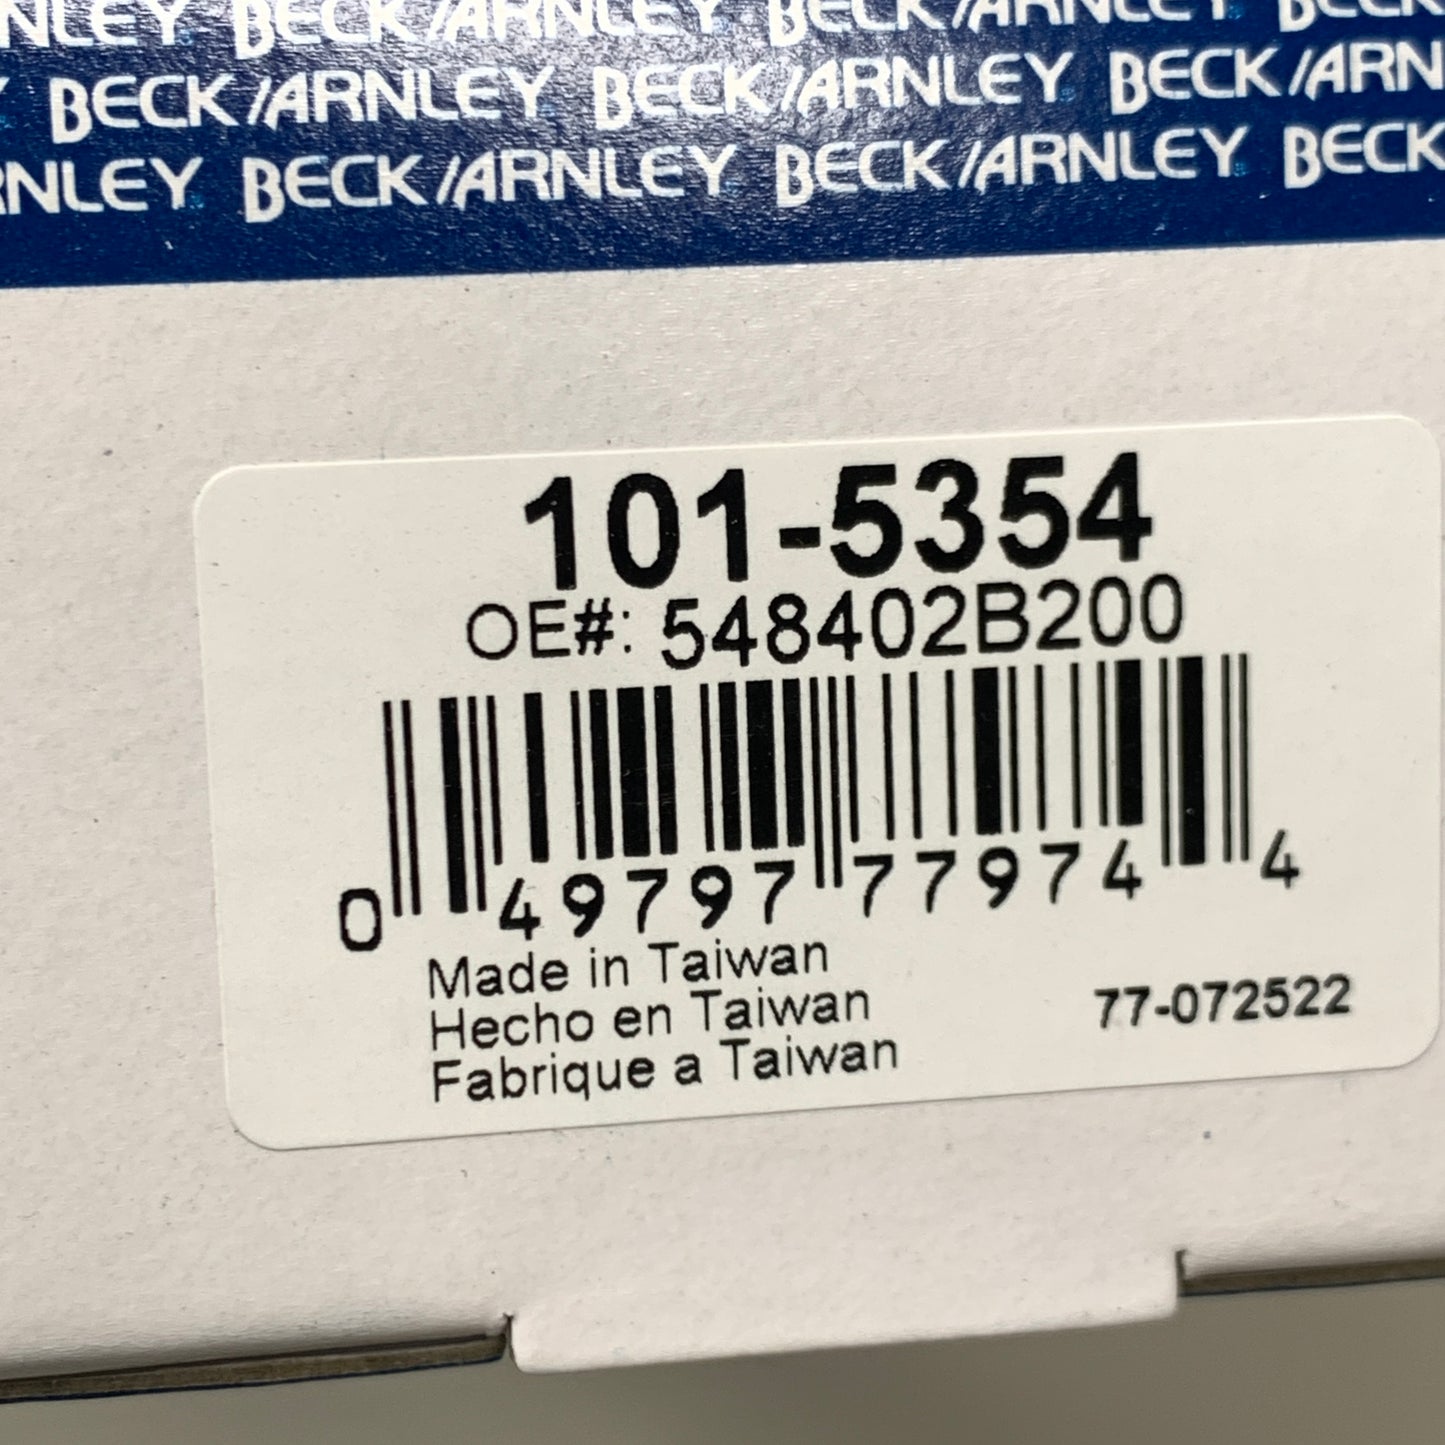 NLEY BECK/ARNLEY BECK/ARNLEY BECK
BECK/ARNLEY BECK/ARNLEY BECK/ARN
RNLEY BECK/ARNLEY BECK/ARNLEY BECK
101-5354
OE#: 548402B200
0 49797 77974 4
Made in Taiwan
Hecho en Taiwan
Fabrique a Taiwan
77-072522